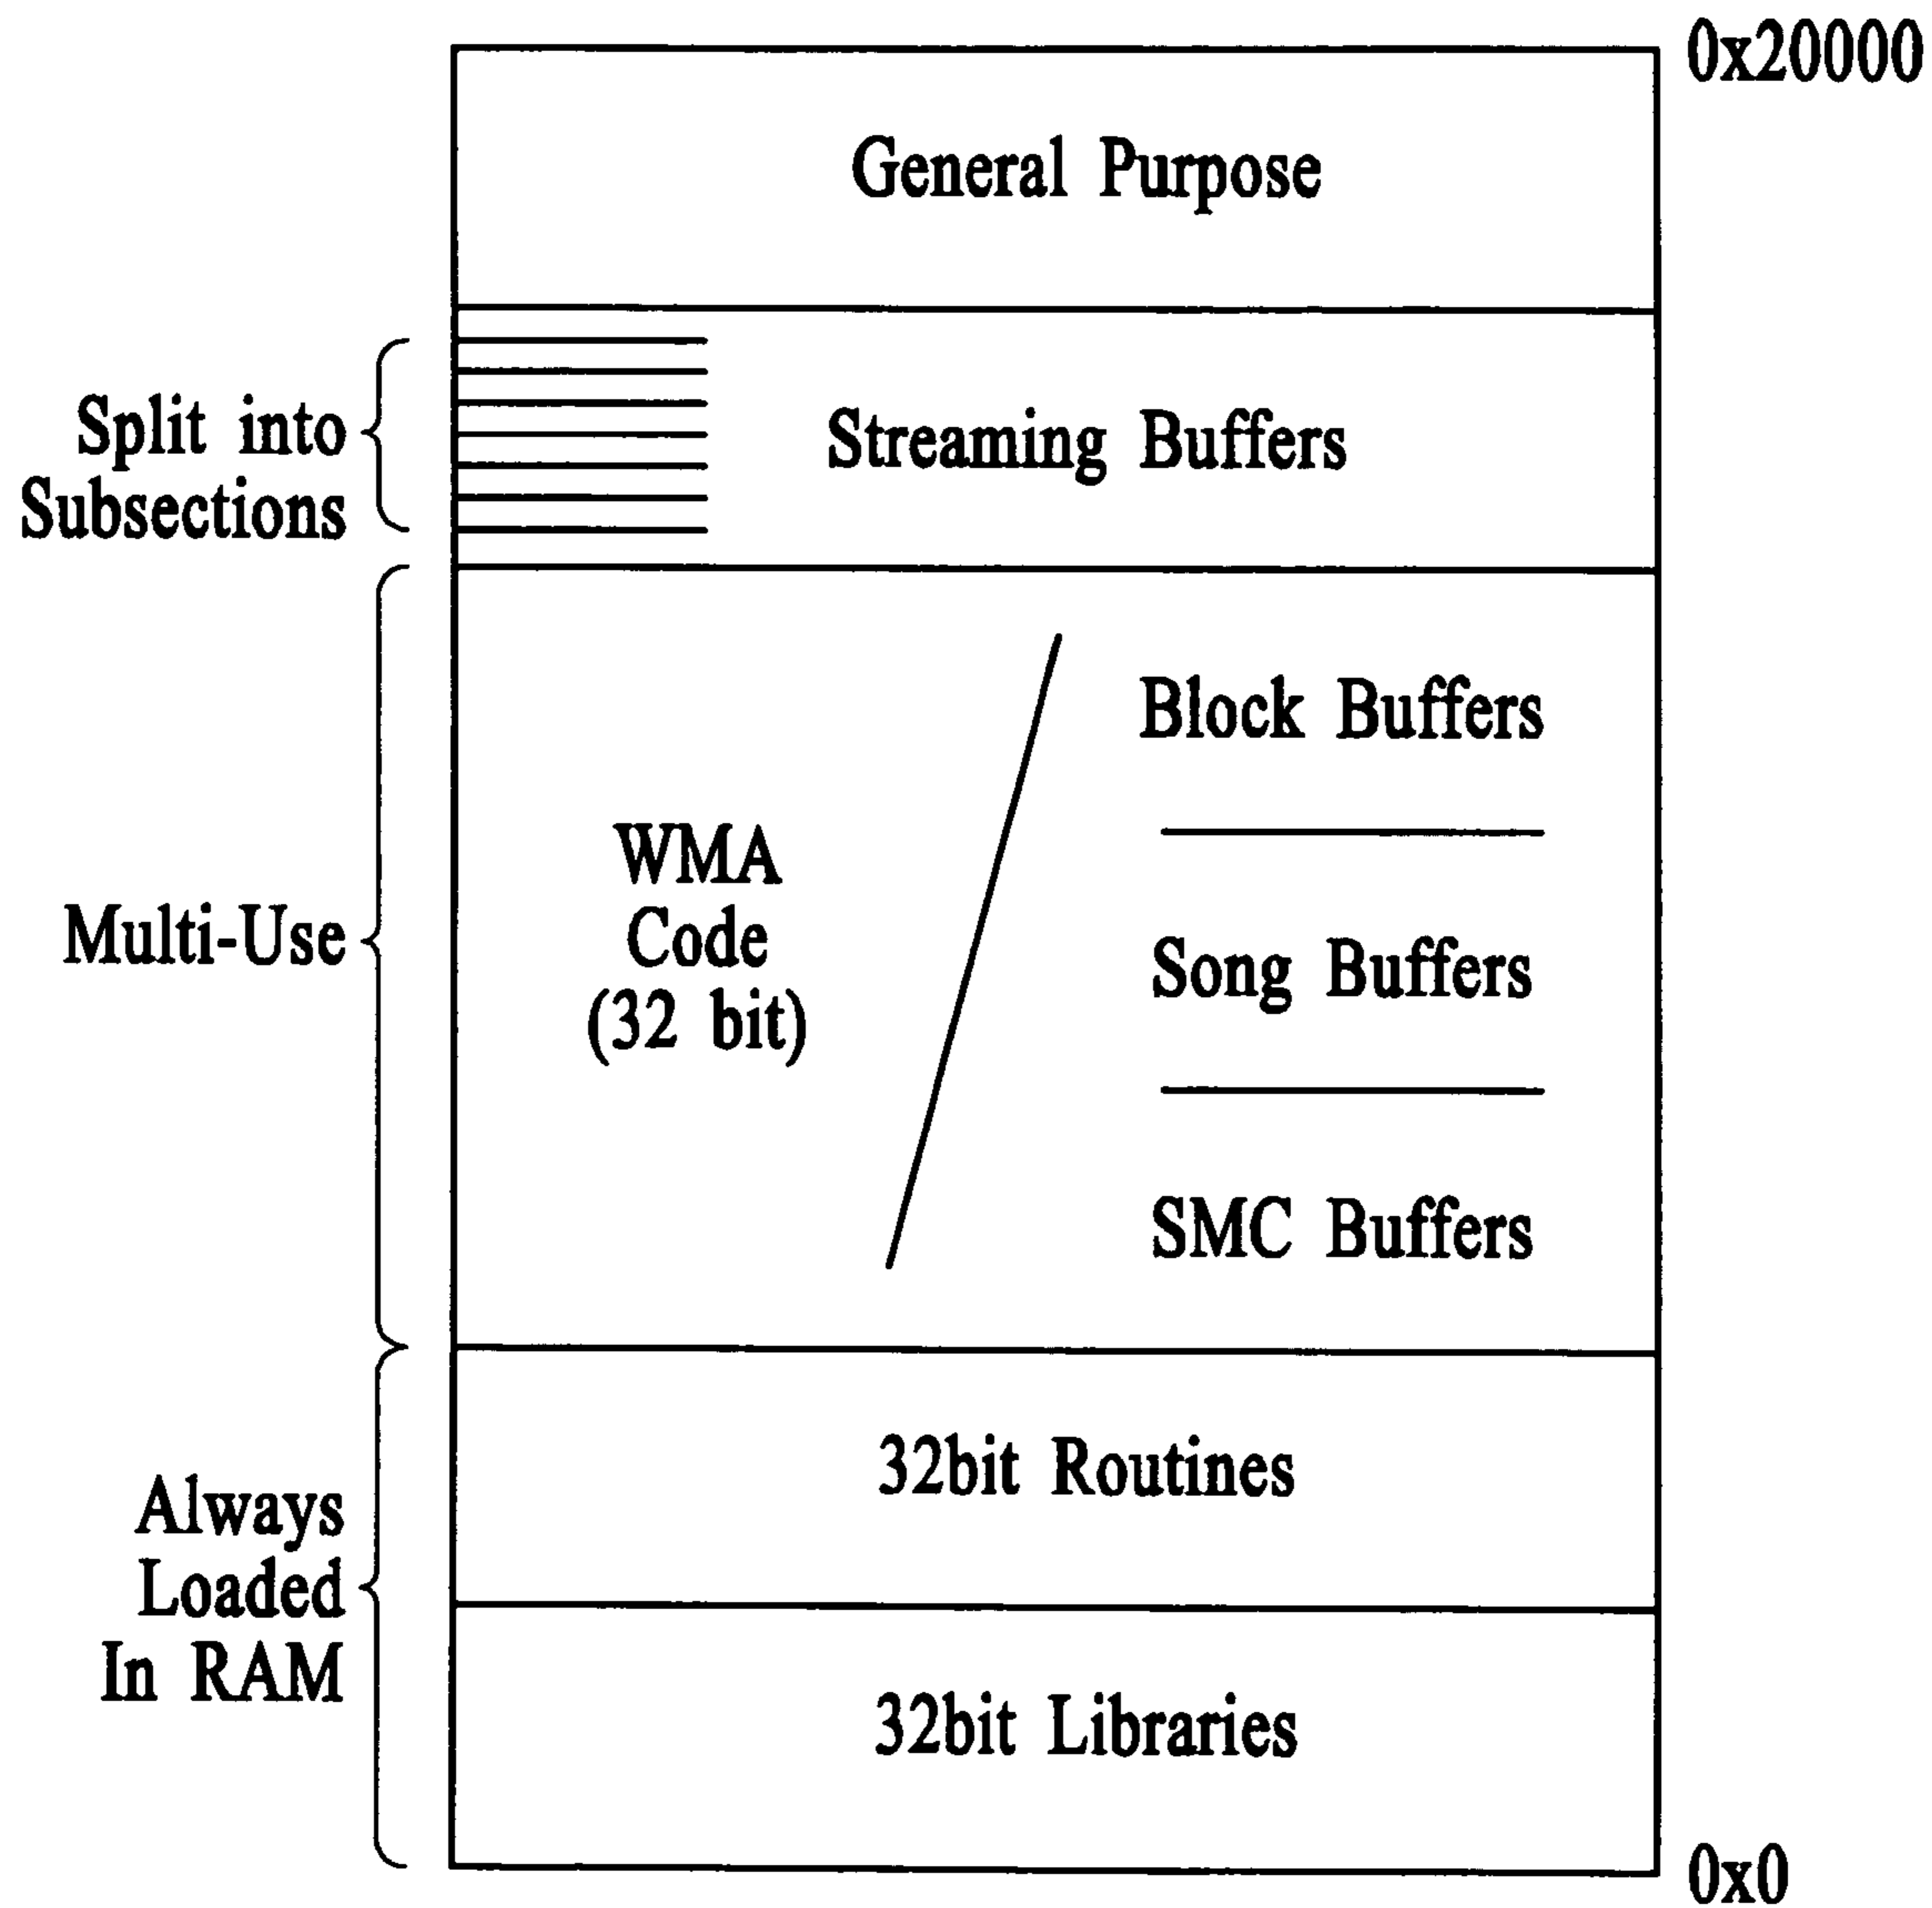 0x20000
General Purpose
Split into
Subsections
Streaming Buffers
Multi-Use
WMA
Code
(32 bit)
Block Buffers
Song Buffers
SMC Buffers
Always
Loaded
In RAM
32bit Routines
32bit Libraries
0x0